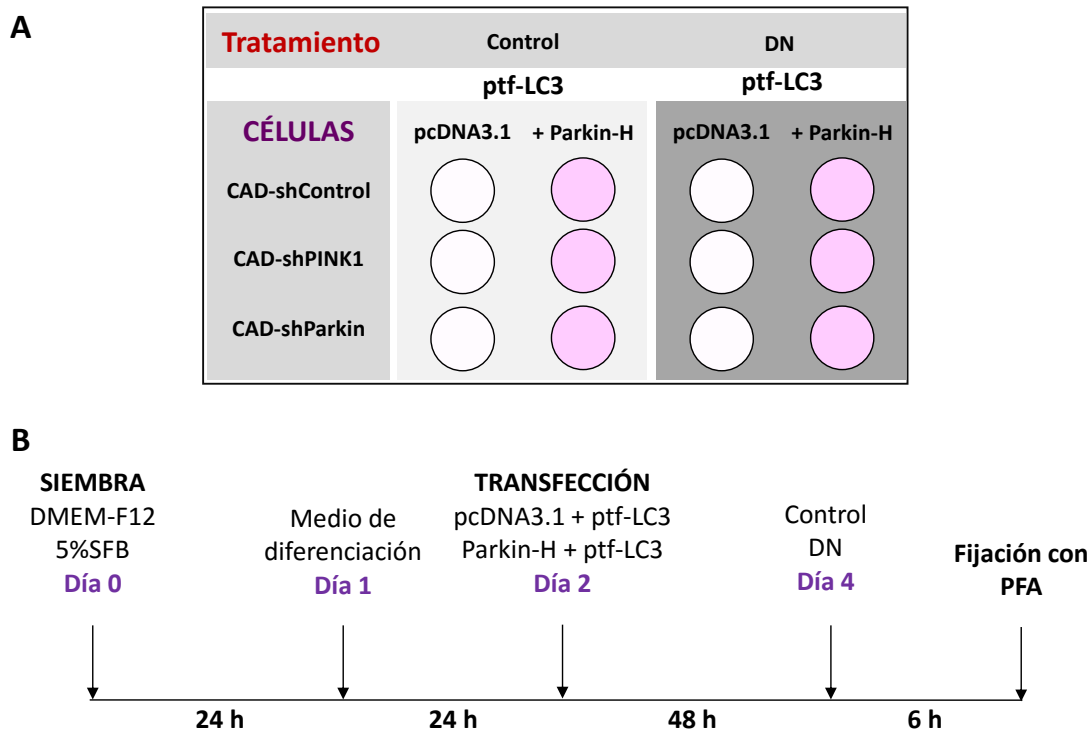 A
Tratamiento Control DN
ptf-LC3 ptf-LC3
CÉLULAS pcDNA3.1 + Parkin-H pcDNA3.1 + Parkin-H
CAD-shControl
CAD-shPINK1
CAD-shParkin
B
SIEMBRA
DMEM-F12
5%SFB
Día 0
Medio de
diferenciación
Día 1
TRANSFECCIÓN
pcDNA3.1 + ptf-LC3
Parkin-H + ptf-LC3
Día 2
Control
DN
Día 4
Fijación con
PFA
24 h 24 h 48 h 6 h